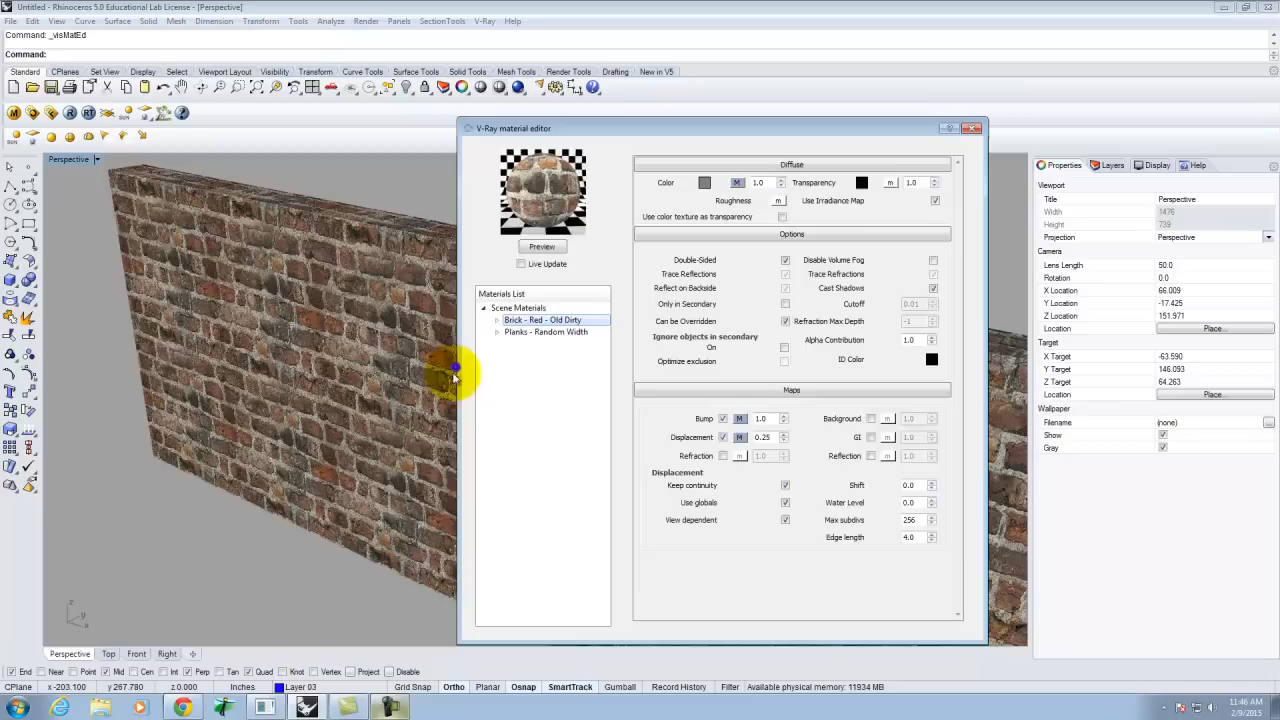 Untitled - Rhinoceros 5.0 Educational Lab License - [Perspective]
File Edit View Curve Surface Solid Mesh Dimension Transform Tools Analyze Render Panels SectionTools V-Ray Help
Command: _visMatEd
Command:
Standard CPlanes Set View Display Select Viewport Layout Visibility Transform Curve Tools Surface Tools Solid Tools Mesh Tools Render Tools Drafting New in V5
M R RT SUN
SUN
Perspective
V-Ray material editor
Preview
Live Update
Materials List
Scene Materials
Brick - Red - Old Dirty
Planks - Random Width
Diffuse
Color M 1.0 Transparency m 1.0
Roughness m Use Irradiance Map
Use color texture as transparency
Options
Double-Sided Disable Volume Fog
Trace Reflections Trace Refractions
Reflect on Backside Cast Shadows
Only in Secondary Cutoff 0.01
Can be Overridden Refraction Max Depth -1
Ignore objects in secondary Alpha Contribution 1.0
On
Optimize exclusion ID Color
Maps
Bump M 1.0 Background m 1.0
Displacement M 0.25 GI m 1.0
Refraction m 1.0 Reflection m 1.0
Displacement
Keep continuity Shift 0.0
Use globals Water Level 0.0
View dependent Max subdivs 256
Edge length 4.0
Properties Layers Display Help
Viewport
Title Perspective
Width 1476
Height 739
Projection Perspective
Camera
Lens Length 50.0
Rotation 0.0
X Location 66.009
Y Location -17.425
Z Location 151.971
Location Place...
Target
X Target -63.590
Y Target 146.093
Z Target 64.263
Location Place...
Wallpaper
Filename (none) ...
Show
Gray
z y x
Perspective Top Front Right
End Near Point Mid Cen Int Perp Tan Quad Knot Vertex Project Disable
CPlane x -203.100 y 267.780 z 0.000 Inches Layer 03 Grid Snap Ortho Planar Osnap SmartTrack Gumball Record History Filter Available physical memory: 11934 MB
11:46 AM
2/9/2015